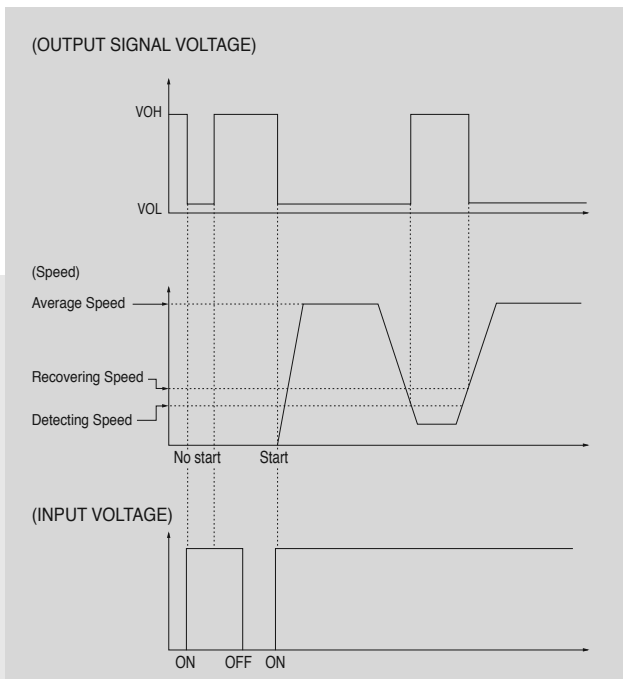 (OUTPUT SIGNAL VOLTAGE)
VOH
VOL
(Speed)
Average Speed
Recovering Speed
Detecting Speed
No start Start
(INPUT VOLTAGE)
ON OFF ON